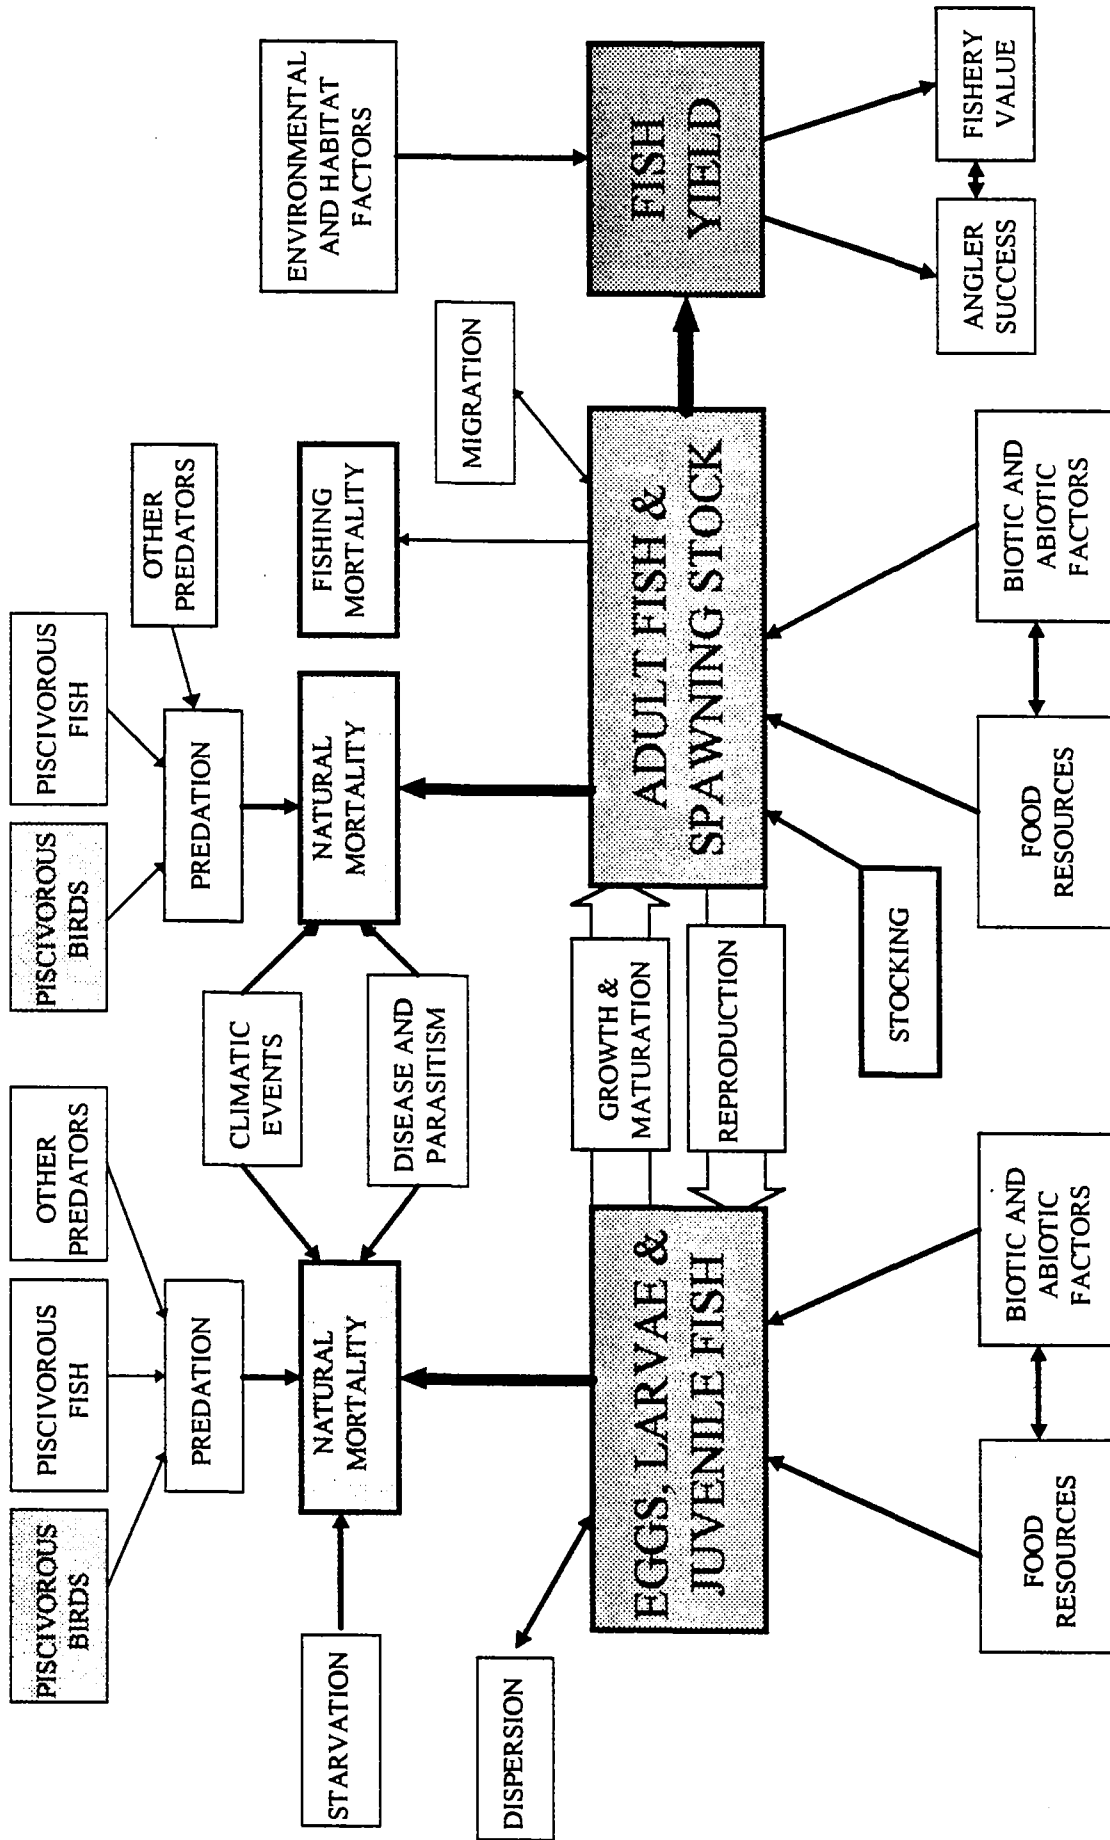 PISCIVOROUS
BIRDS
PISCIVOROUS
FISH
OTHER
PREDATORS
PISCIVOROUS
BIRDS
PISCIVOROUS
FISH
OTHER
PREDATORS
PREDATION
PREDATION
CLIMATIC
EVENTS
STARVATION
NATURAL
MORTALITY
NATURAL
MORTALITY
FISHING
MORTALITY
ENVIRONMENTAL
AND HABITAT
FACTORS
DISEASE AND
PARASITISM
DISPERSION
MIGRATION
EGGS, LARVAE &
JUVENILE FISH
GROWTH &
MATURATION
REPRODUCTION
ADULT FISH &
SPAWNING STOCK
FISH
YIELD
STOCKING
ANGLER
SUCCESS
FISHERY
VALUE
FOOD
RESOURCES
BIOTIC AND
ABIOTIC
FACTORS
FOOD
RESOURCES
BIOTIC AND
ABIOTIC
FACTORS